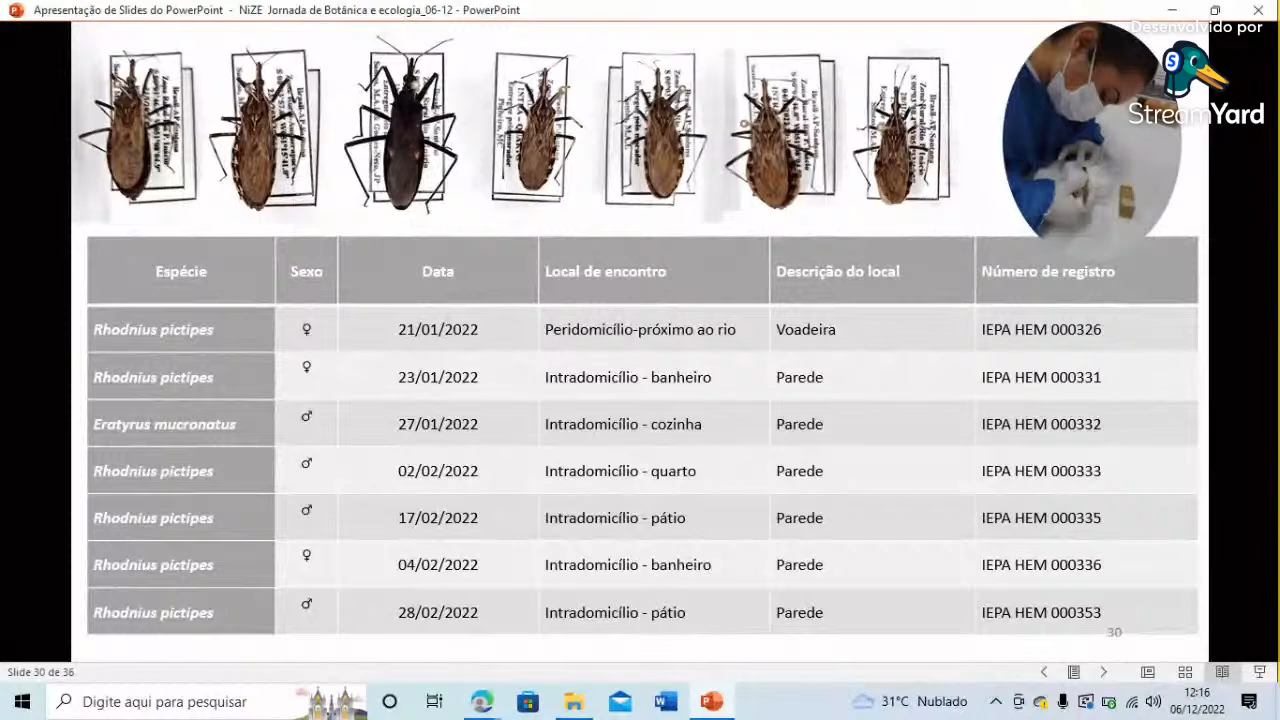 Apresentação de Slides do PowerPoint - NiZE Jornada de Botânica e ecologia_06-12 - PowerPoint
Desenvolvido por
S
StreamYard
Espécie Sexo Data Local de encontro Descrição do local Número de registro
Rhodnius pictipes ♀ 21/01/2022 Peridomicílio-próximo ao rio Voadeira IEPA HEM 000326
Rhodnius pictipes ♀ 23/01/2022 Intradomicílio - banheiro Parede IEPA HEM 000331
Eratyrus mucronatus ♂ 27/01/2022 Intradomicílio - cozinha Parede IEPA HEM 000332
Rhodnius pictipes ♂ 02/02/2022 Intradomicílio - quarto Parede IEPA HEM 000333
Rhodnius pictipes ♂ 17/02/2022 Intradomicílio - pátio Parede IEPA HEM 000335
Rhodnius pictipes ♀ 04/02/2022 Intradomicílio - banheiro Parede IEPA HEM 000336
Rhodnius pictipes ♂ 28/02/2022 Intradomicílio - pátio Parede IEPA HEM 000353
30
Slide 30 de 36
Digite aqui para pesquisar
31°C Nublado
12:16
06/12/2022